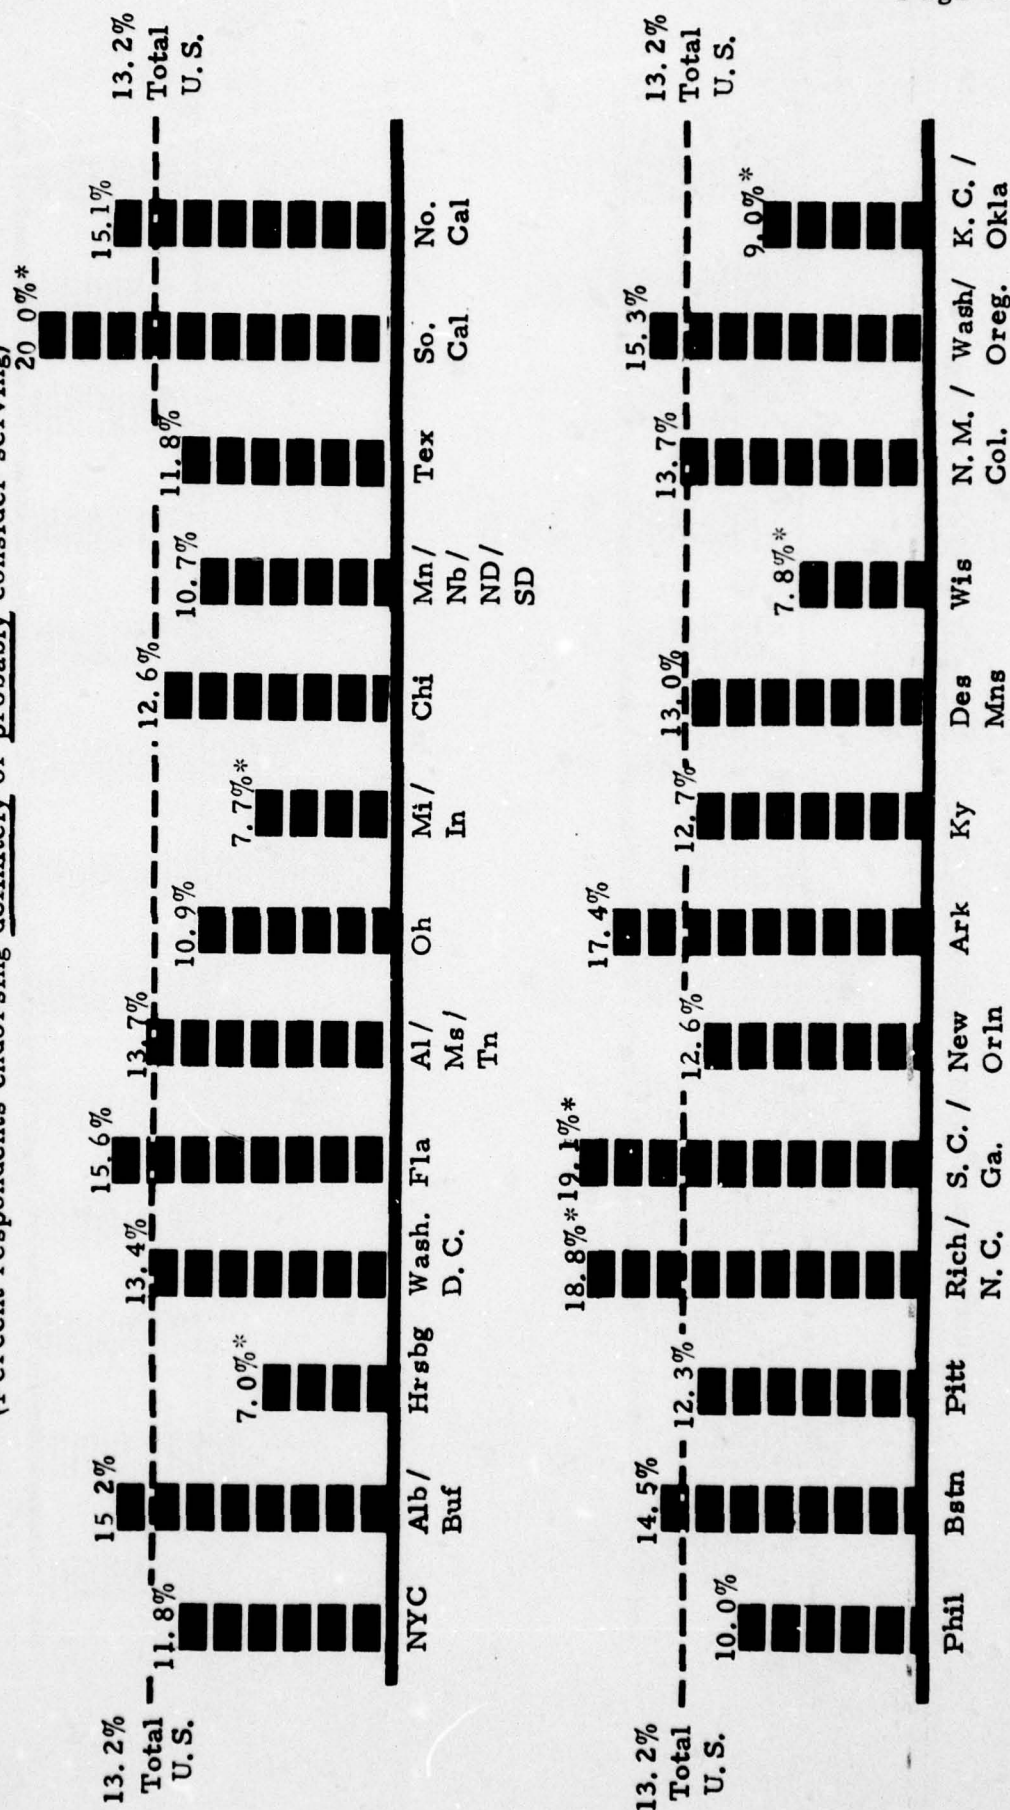 (Percent respondents endorsing definitely or probably consider serving)
13.2%
Total
U.S.
11.8%
15 2%
7.0%*
13.4%
15.6%
13.7%
10.9%
7.7%*
12.6%
10.7%
11.8%
20 0%*
15.1%
13.2%
Total
U.S.
NYC
Alb/
Buf
Hrsbg
Wash.
D.C.
Fla
Al/
Ms/
Tn
Oh
Mi/
In
Chi
Mn/
Nb/
ND/
SD
Tex
So.
Cal
No.
Cal
13.2%
Total
U.S.
10.0%
14.5%
12.3%
18.8%*
19.1%*
12.6%
17.4%
12.7%
13.0%
7.8%*
13.7%
15.3%
9.0%*
13.2%
Total
U.S.
Phil
Bstn
Pitt
Rich/
N.C.
S.C./
Ga.
New
Orln
Ark
Ky
Des
Mns
Wis
N.M./
Col.
Wash/
Oreg.
K.C./
Okla